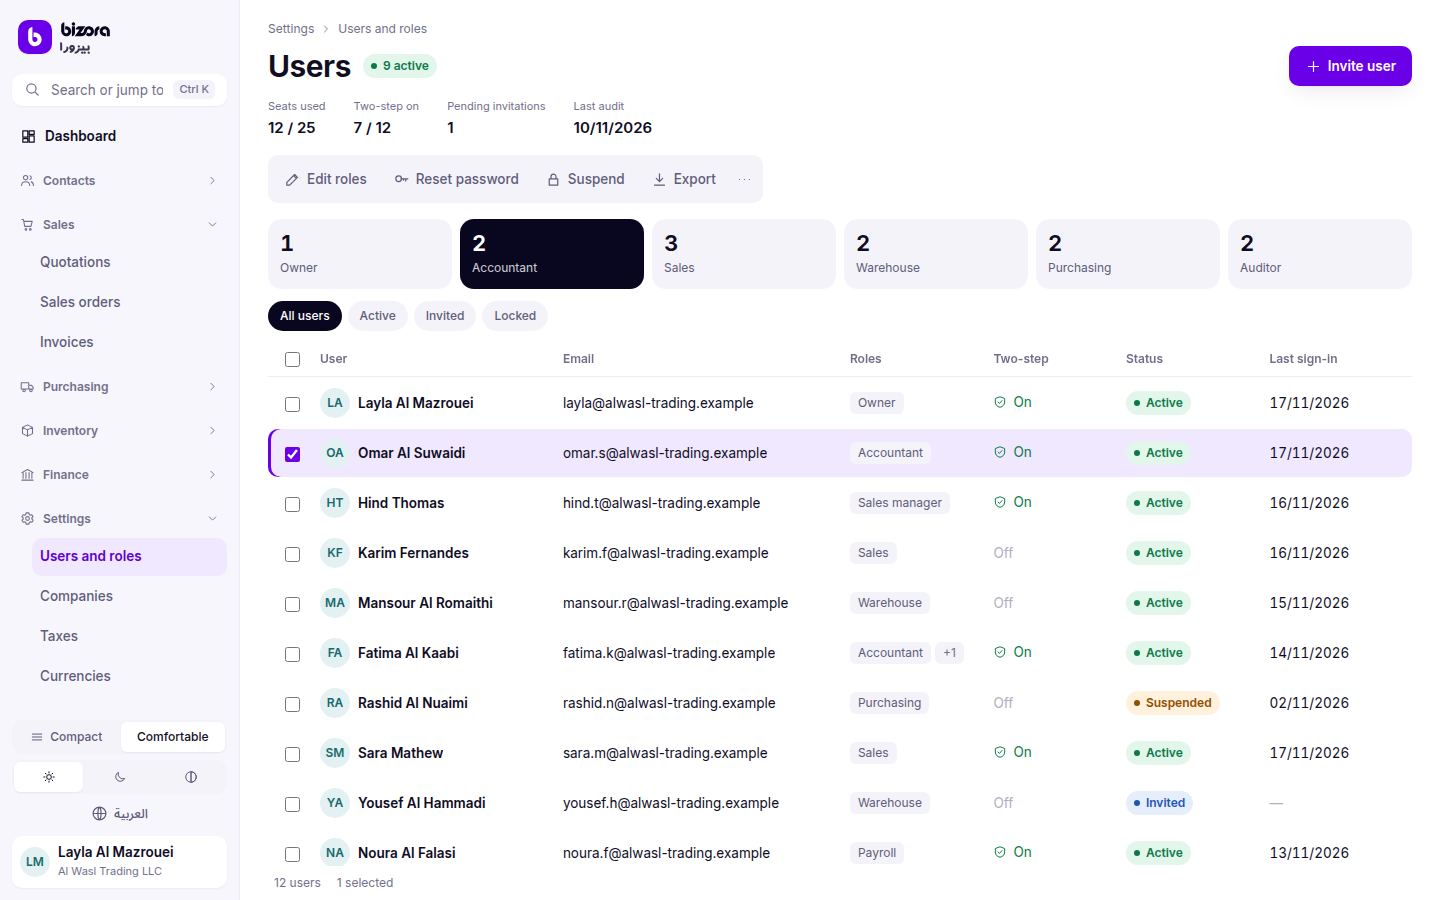 bizora
بيزورا
Search or jump to
Ctrl K
Dashboard
Contacts
Sales
Quotations
Sales orders
Invoices
Purchasing
Inventory
Finance
Settings
Users and roles
Companies
Taxes
Currencies
Compact
Comfortable
العربية
LM
Layla Al Mazrouei
Al Wasl Trading LLC
Settings > Users and roles
Users
9 active
Invite user
Seats used
12 / 25
Two-step on
7 / 12
Pending invitations
1
Last audit
10/11/2026
Edit roles
Reset password
Suspend
Export
...
1
Owner
2
Accountant
3
Sales
2
Warehouse
2
Purchasing
2
Auditor
All users
Active
Invited
Locked
User Email Roles Two-step Status Last sign-in
LA Layla Al Mazrouei layla@alwasl-trading.example Owner On Active 17/11/2026
OA Omar Al Suwaidi omar.s@alwasl-trading.example Accountant On Active 17/11/2026
HT Hind Thomas hind.t@alwasl-trading.example Sales manager On Active 16/11/2026
KF Karim Fernandes karim.f@alwasl-trading.example Sales Off Active 16/11/2026
MA Mansour Al Romaithi mansour.r@alwasl-trading.example Warehouse Off Active 15/11/2026
FA Fatima Al Kaabi fatima.k@alwasl-trading.example Accountant +1 On Active 14/11/2026
RA Rashid Al Nuaimi rashid.n@alwasl-trading.example Purchasing Off Suspended 02/11/2026
SM Sara Mathew sara.m@alwasl-trading.example Sales On Active 17/11/2026
YA Yousef Al Hammadi yousef.h@alwasl-trading.example Warehouse Off Invited —
NA Noura Al Falasi noura.f@alwasl-trading.example Payroll On Active 13/11/2026
12 users 1 selected